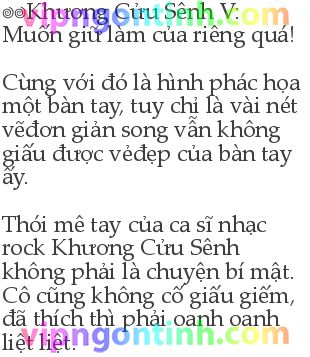 vipngontinh.com
◎◎Khương Cửu Sênh V:
Muốn giữ làm của riêng quá!
Cùng với đó là hình phác họa
một bàn tay, tuy chỉ là vài nét
vẽđơn giản song vẫn không
giấu được vẻđẹp của bàn tay
ấy.
Thói mê tay của ca sĩ nhạc
rock Khương Cửu Sênh
không phải là chuyện bí mật.
Cô cũng không cố giấu giếm,
đã thích thì phải oanh oanh
liệt liệt.
vipngontinh.com